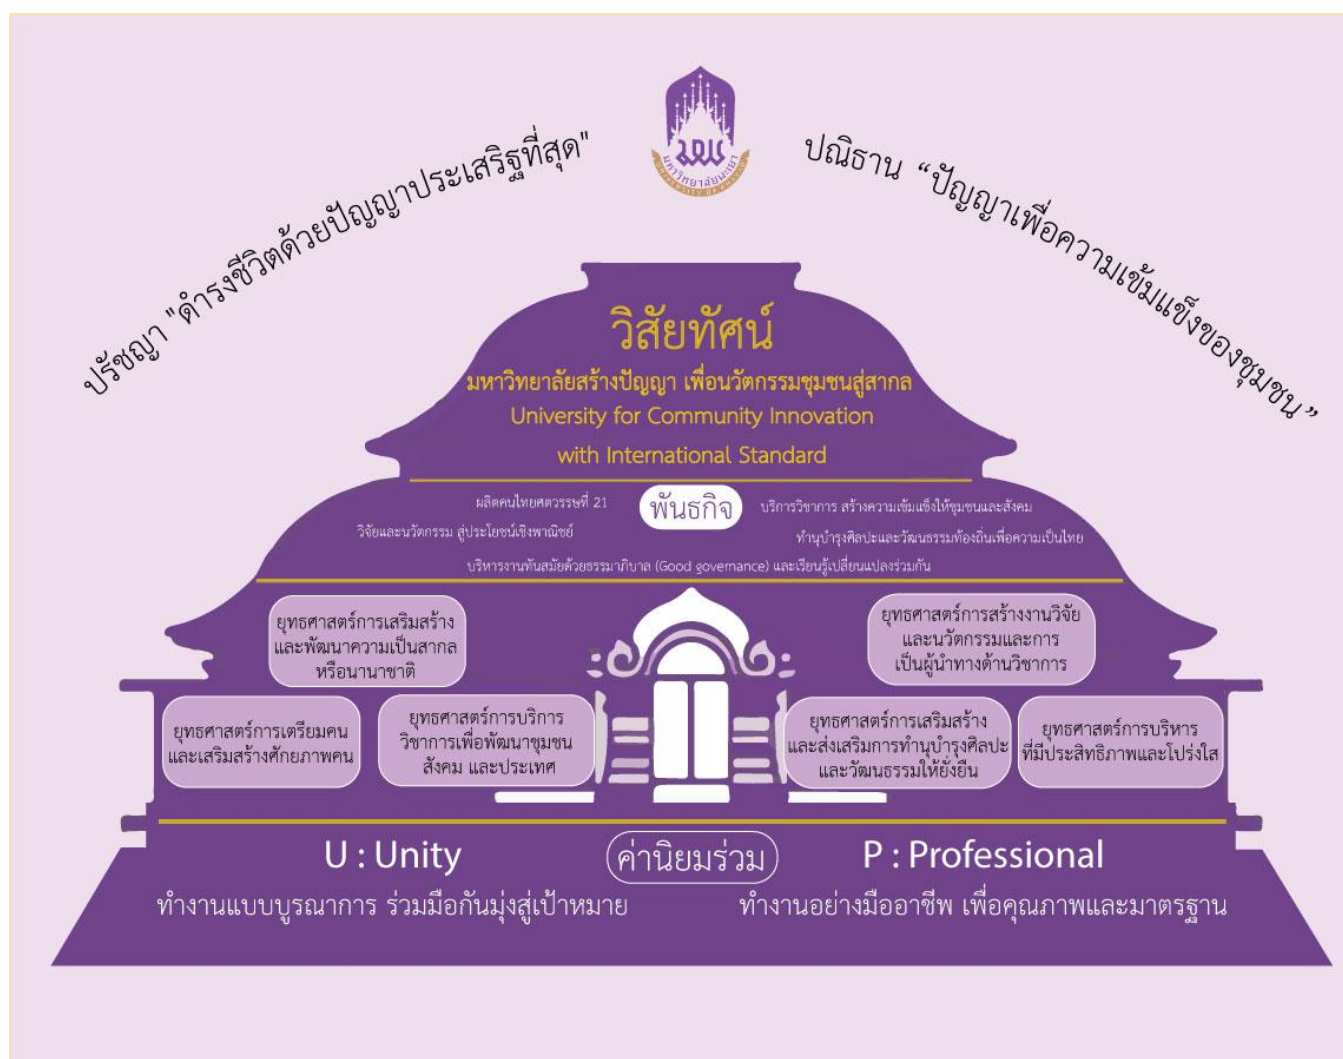 มหาวิทยาลัยพะเยา
UNIVERSITY OF PHAYAO
ปรัชญา "ดำรงชีวิตด้วยปัญญาประเสริฐที่สุด"
ปณิธาน “ปัญญาเพื่อความเข้มแข็งของชุมชน”
วิสัยทัศน์
มหาวิทยาลัยสร้างปัญญา เพื่อนวัตกรรมชุมชนสู่สากล
University for Community Innovation
with International Standard
พันธกิจ
ผลิตคนไทยศตวรรษที่ 21
บริการวิชาการ สร้างความเข้มแข็งให้ชุมชนและสังคม
วิจัยและนวัตกรรม สู่ประโยชน์เชิงพาณิชย์
ทำนุบำรุงศิลปะและวัฒนธรรมท้องถิ่นเพื่อความเป็นไทย
บริหารงานทันสมัยด้วยธรรมาภิบาล (Good governance) และเรียนรู้เปลี่ยนแปลงร่วมกัน
ยุทธศาสตร์การเสริมสร้าง
และพัฒนาความเป็นสากล
หรือนานาชาติ
ยุทธศาสตร์การสร้างงานวิจัย
และนวัตกรรมและการ
เป็นผู้นำทางด้านวิชาการ
ยุทธศาสตร์การเตรียมคน
และเสริมสร้างศักยภาพคน
ยุทธศาสตร์การบริการ
วิชาการเพื่อพัฒนาชุมชน
สังคม และประเทศ
ยุทธศาสตร์การเสริมสร้าง
และส่งเสริมการทำนุบำรุงศิลปะ
และวัฒนธรรมให้ยั่งยืน
ยุทธศาสตร์การบริหาร
ที่มีประสิทธิภาพและโปร่งใส
U : Unity
ค่านิยมร่วม
P : Professional
ทำงานแบบบูรณาการ ร่วมมือกันมุ่งสู่เป้าหมาย
ทำงานอย่างมืออาชีพ เพื่อคุณภาพและมาตรฐาน